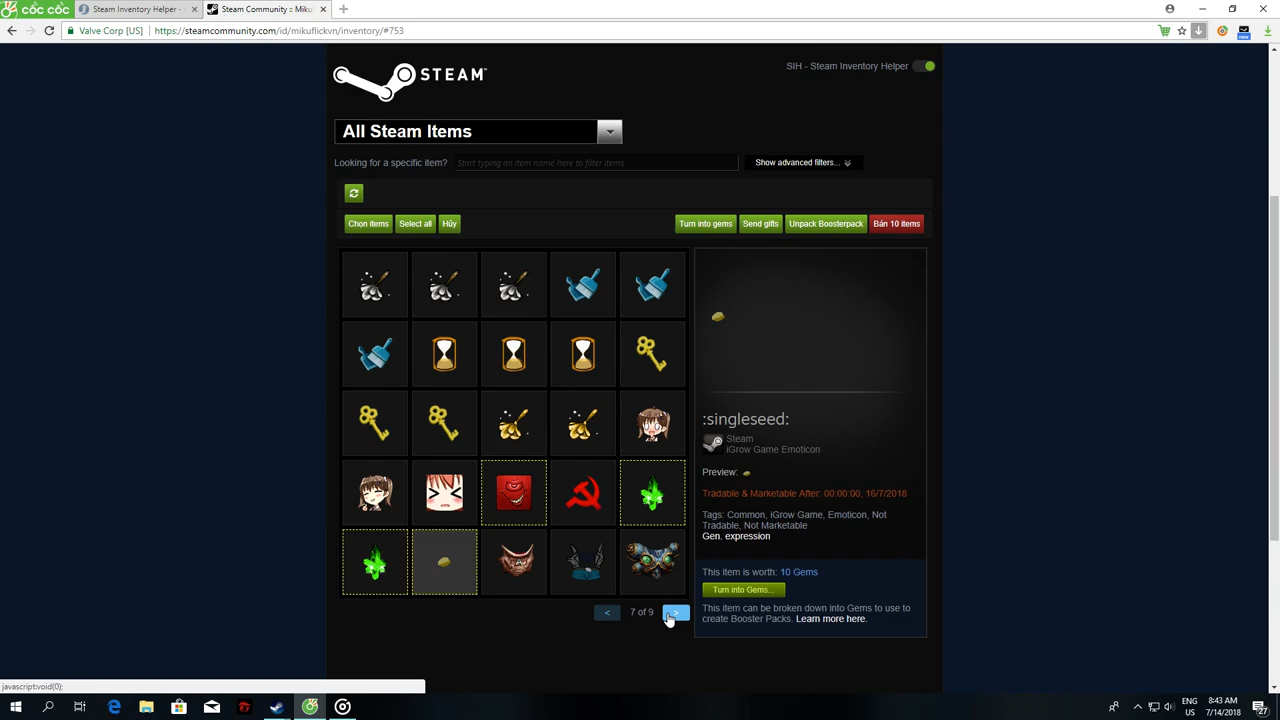 CỐC CỐC
Steam Inventory Helper -
Steam Community :: Miku
Valve Corp [US]
https://steamcommunity.com/id/mikuflickvn/inventory/#753
new
STEAM
SIH - Steam Inventory Helper
All Steam Items
Looking for a specific item?
Start typing an item name here to filter items
Show advanced filters...
Chọn items
Select all
Hủy
Turn into gems
Send gifts
Unpack Boosterpack
Bán 10 items
:singleseed:
Steam
iGrow Game Emoticon
Preview:
Tradable & Marketable After: 00:00:00, 16/7/2018
Tags: Common, iGrow Game, Emoticon, Not
Tradable, Not Marketable
Gen. expression
This item is worth: 10 Gems
Turn into Gems...
This item can be broken down into Gems to use to
create Booster Packs. Learn more here.
< 7 of 9 >
javascript:void(0);
ENG
US
8:43 AM
7/14/2018
27